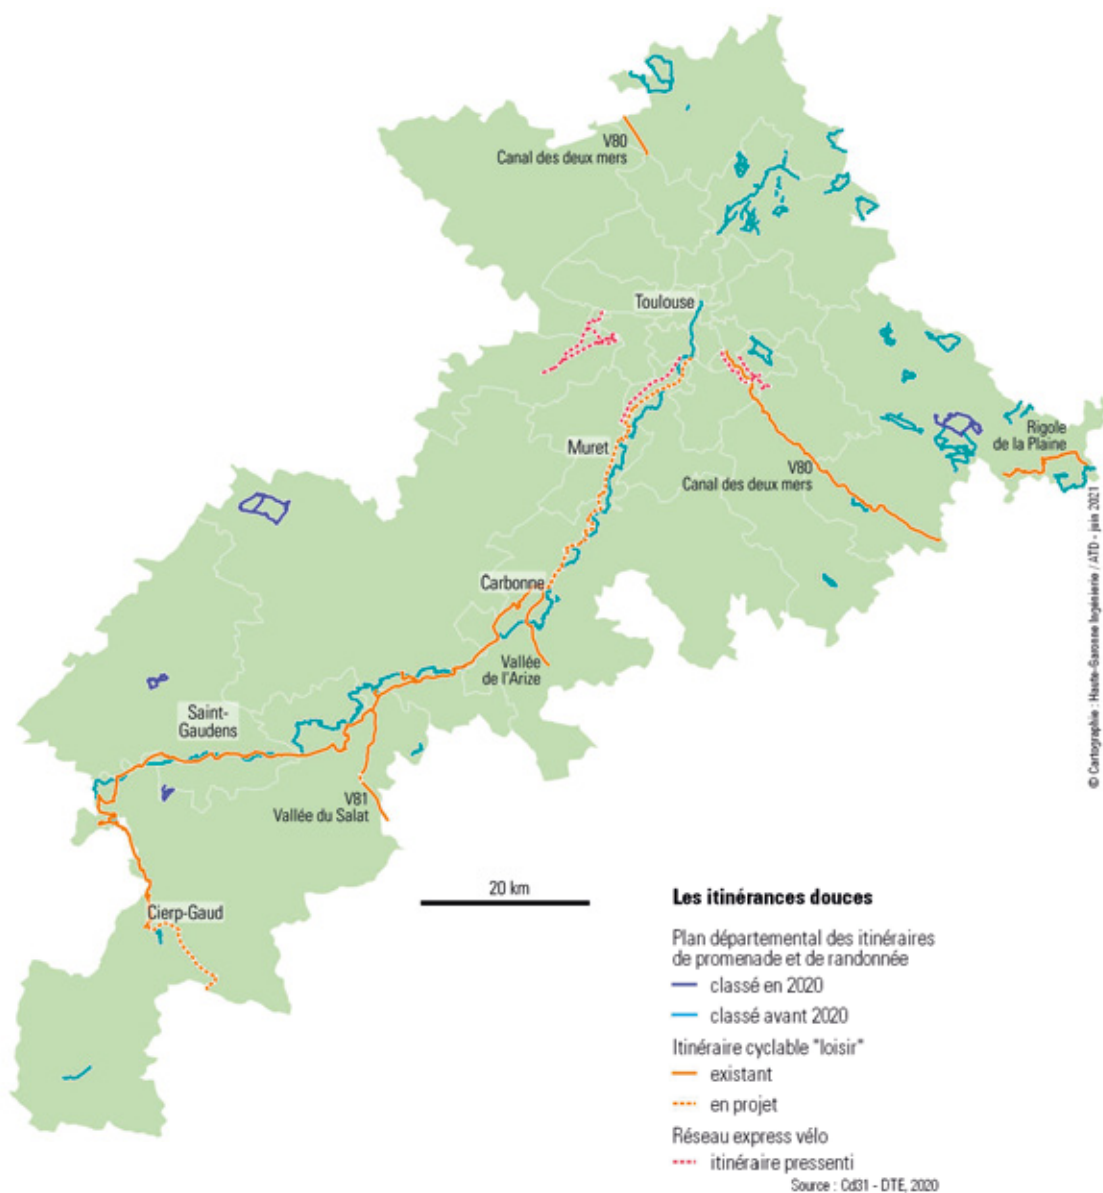 V80
Canal des deux mers
Toulouse
Muret
Rigole
de la Plaine
V80
Canal des deux mers
Carbonne
Vallée
de l'Arize
Saint-
Gaudens
V81
Vallée du Salat
Cierp-Gaud
20 km
© Cartographie : Haute-Garonne Ingénierie / ATD - juin 2021
Les itinérances douces
Plan départemental des itinéraires
de promenade et de randonnée
classé en 2020
classé avant 2020
Itinéraire cyclable "loisir"
existant
en projet
Réseau express vélo
itinéraire pressenti
Source : Cd31 - DTE, 2020